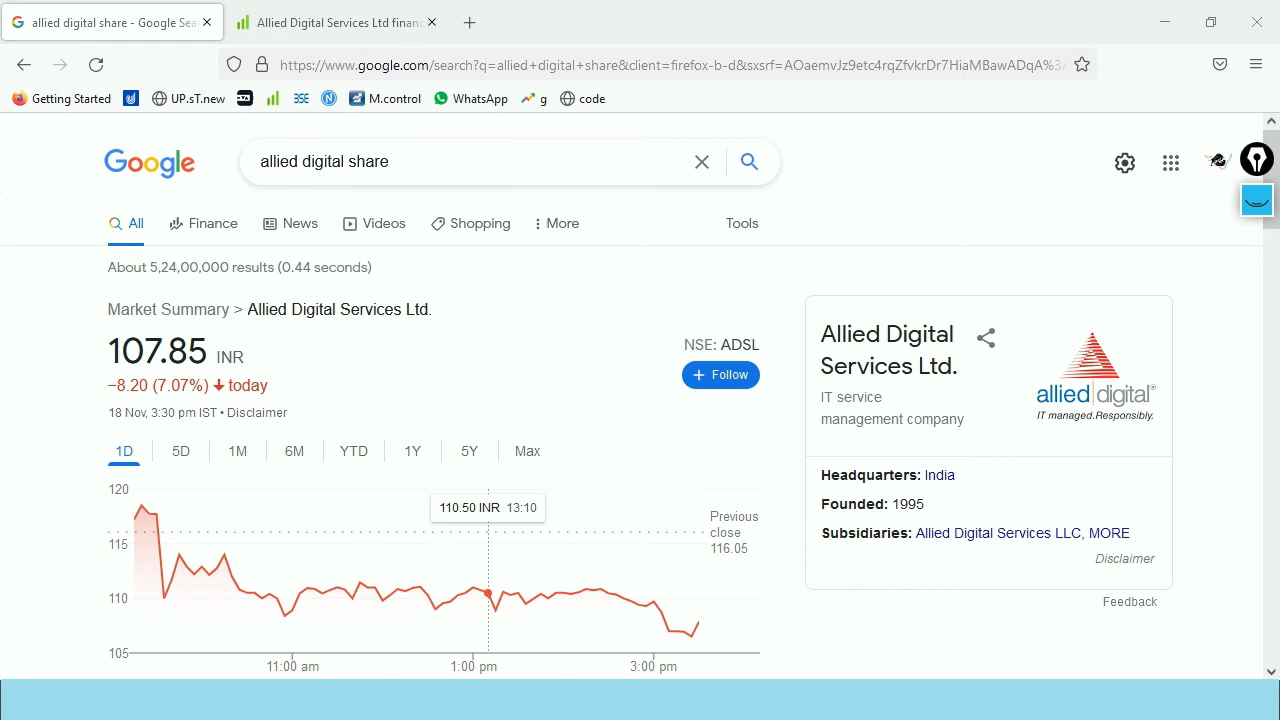 allied digital share - Google Sea
Allied Digital Services Ltd financ
https://www.google.com/search?q=allied+digital+share&client=firefox-b-d&sxsrf=AOaemvJz9etc4rqZfvkrDr7HiaMBawADqA%3
Getting Started
UP.sT.new
M.control
WhatsApp
g
code
Google
allied digital share
All
Finance
News
Videos
Shopping
More
Tools
About 5,24,00,000 results (0.44 seconds)
Market Summary > Allied Digital Services Ltd.
107.85 INR
NSE: ADSL
−8.20 (7.07%) today
+ Follow
18 Nov, 3:30 pm IST • Disclaimer
1D
5D
1M
6M
YTD
1Y
5Y
Max
120
115
110
105
110.50 INR 13:10
Previous
close
116.05
11:00 am
1:00 pm
3:00 pm
Allied Digital
Services Ltd.
IT service
management company
allied digital®
IT managed.Responsibly.
Headquarters: India
Founded: 1995
Subsidiaries: Allied Digital Services LLC, MORE
Disclaimer
Feedback